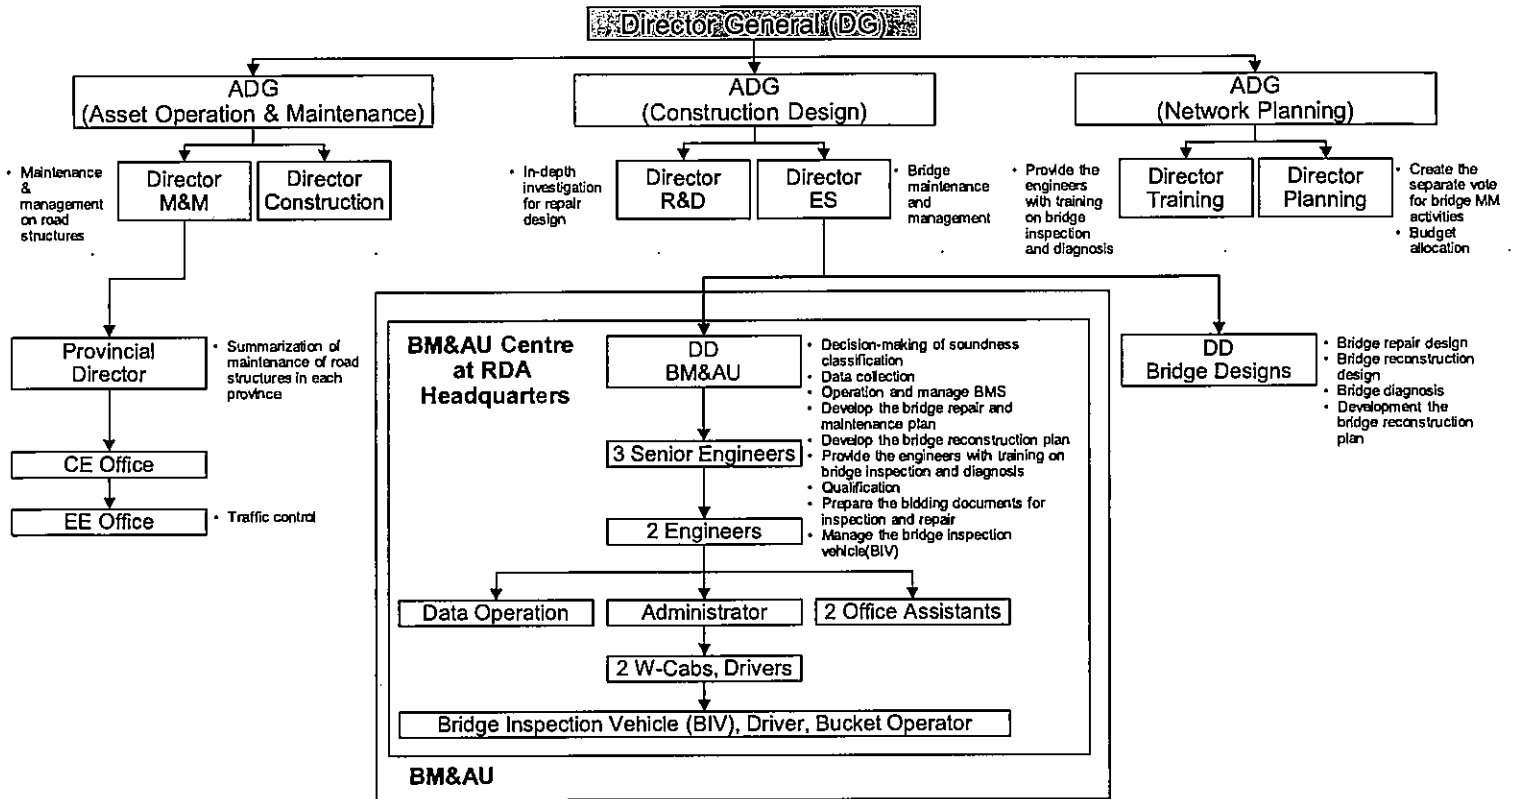 Director General (DG)
ADG
(Asset Operation & Maintenance)
ADG
(Construction Design)
ADG
(Network Planning)
• Maintenance
&
management
on road
structures
Director
M&M
Director
Construction
• In-depth
investigation
for repair
design
Director
R&D
Director
ES
• Bridge
maintenance
and
management
• Provide the
engineers
with training
on bridge
inspection
and diagnosis
Director
Training
Director
Planning
• Create the
separate vote
for bridge MM
activities
• Budget
allocation
Provincial
Director
• Summarization of
maintenance of road
structures in each
province
CE Office
EE Office
• Traffic control
BM&AU Centre
at RDA
Headquarters
DD
BM&AU
• Decision-making of soundness
classification
• Data collection
• Operation and manage BMS
• Develop the bridge repair and
maintenance plan
• Develop the bridge reconstruction plan
• Provide the engineers with training on
bridge inspection and diagnosis
• Qualification
• Prepare the bidding documents for
inspection and repair
• Manage the bridge inspection
vehicle(BIV)
3 Senior Engineers
2 Engineers
Data Operation
Administrator
2 Office Assistants
2 W-Cabs, Drivers
Bridge Inspection Vehicle (BIV), Driver, Bucket Operator
BM&AU
DD
Bridge Designs
• Bridge repair design
• Bridge reconstruction
design
• Bridge diagnosis
• Development the
bridge reconstruction
plan